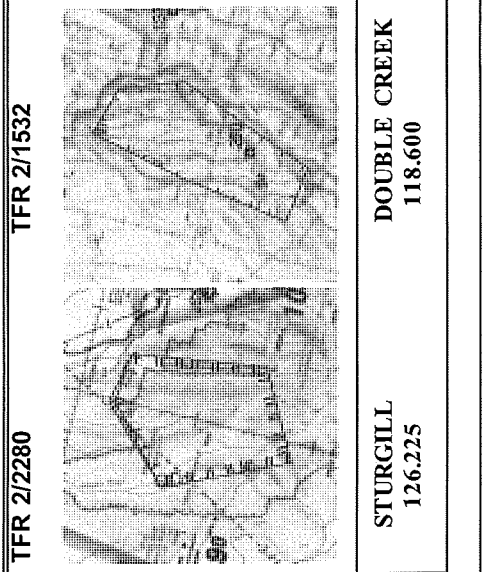 TFR 2/2280
TFR 2/1532
STURGILL
126.225
DOUBLE CREEK
118.600